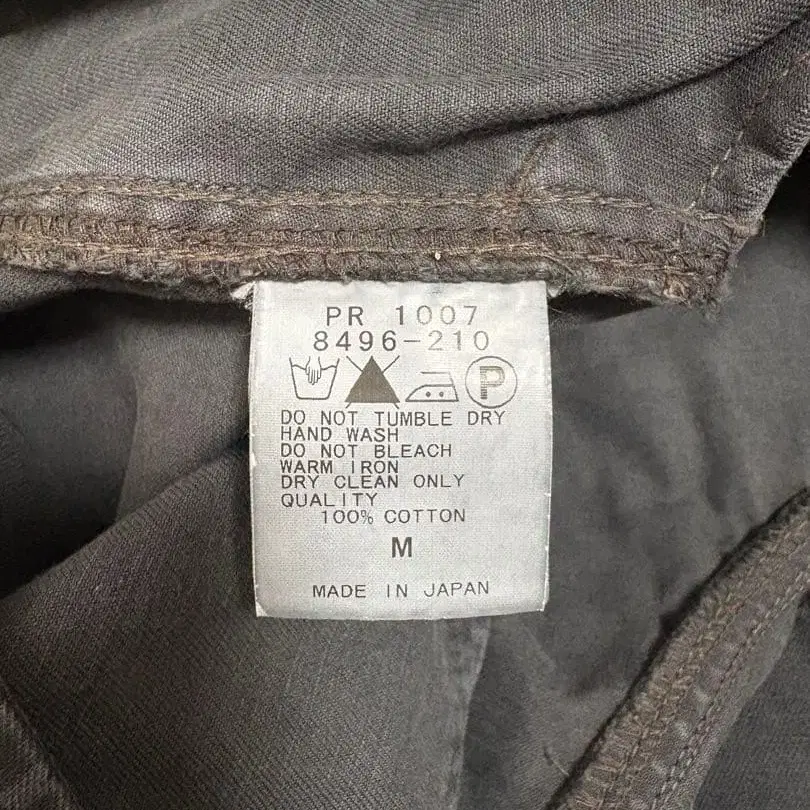 PR 1007
8496-210
P
DO NOT TUMBLE DRY
HAND WASH
DO NOT BLEACH
WARM IRON
DRY CLEAN ONLY
QUALITY
100% COTTON
M
MADE IN JAPAN